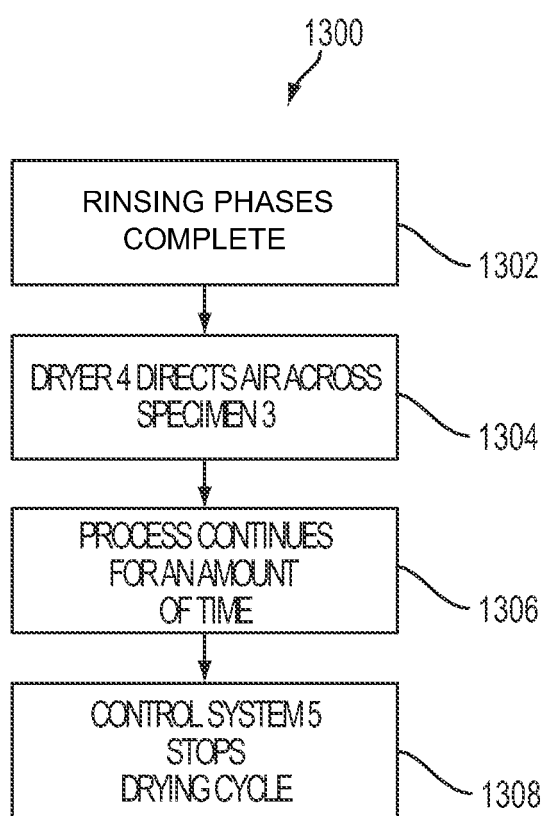 1300
RINSING PHASES
COMPLETE
1302
DRYER 4 DIRECTS AIR ACROSS
SPECIMEN 3
1304
PROCESS CONTINUES
FOR AN AMOUNT
OF TIME
1306
CONTROL SYSTEM 5
STOPS
DRYING CYCLE
1308